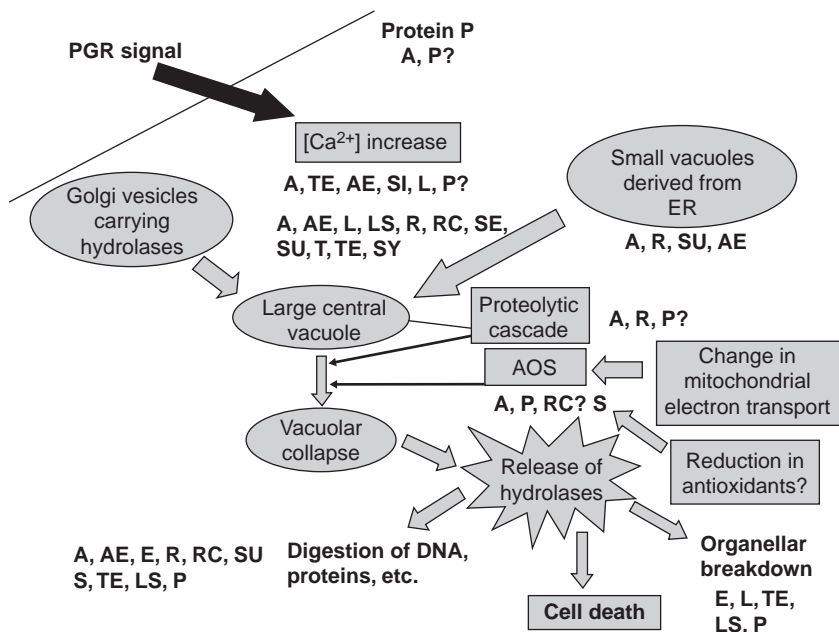 Protein P
A, P?
PGR signal
[Ca²⁺] increase
A, TE, AE, SI, L, P?
Golgi vesicles
carrying
hydrolases
Small vacuoles
derived from
ER
A, R, SU, AE
A, AE, L, LS, R, RC, SE,
SU, T, TE, SY
Large central
vacuole
Proteolytic
cascade
A, R, P?
AOS
A, P, RC? S
Change in
mitochondrial
electron transport
Vacuolar
collapse
Release of
hydrolases
Reduction in
antioxidants?
A, AE, E, R, RC, SU
S, TE, LS, P
Digestion of DNA,
proteins, etc.
Organellar
breakdown
E, L, TE,
LS, P
Cell death